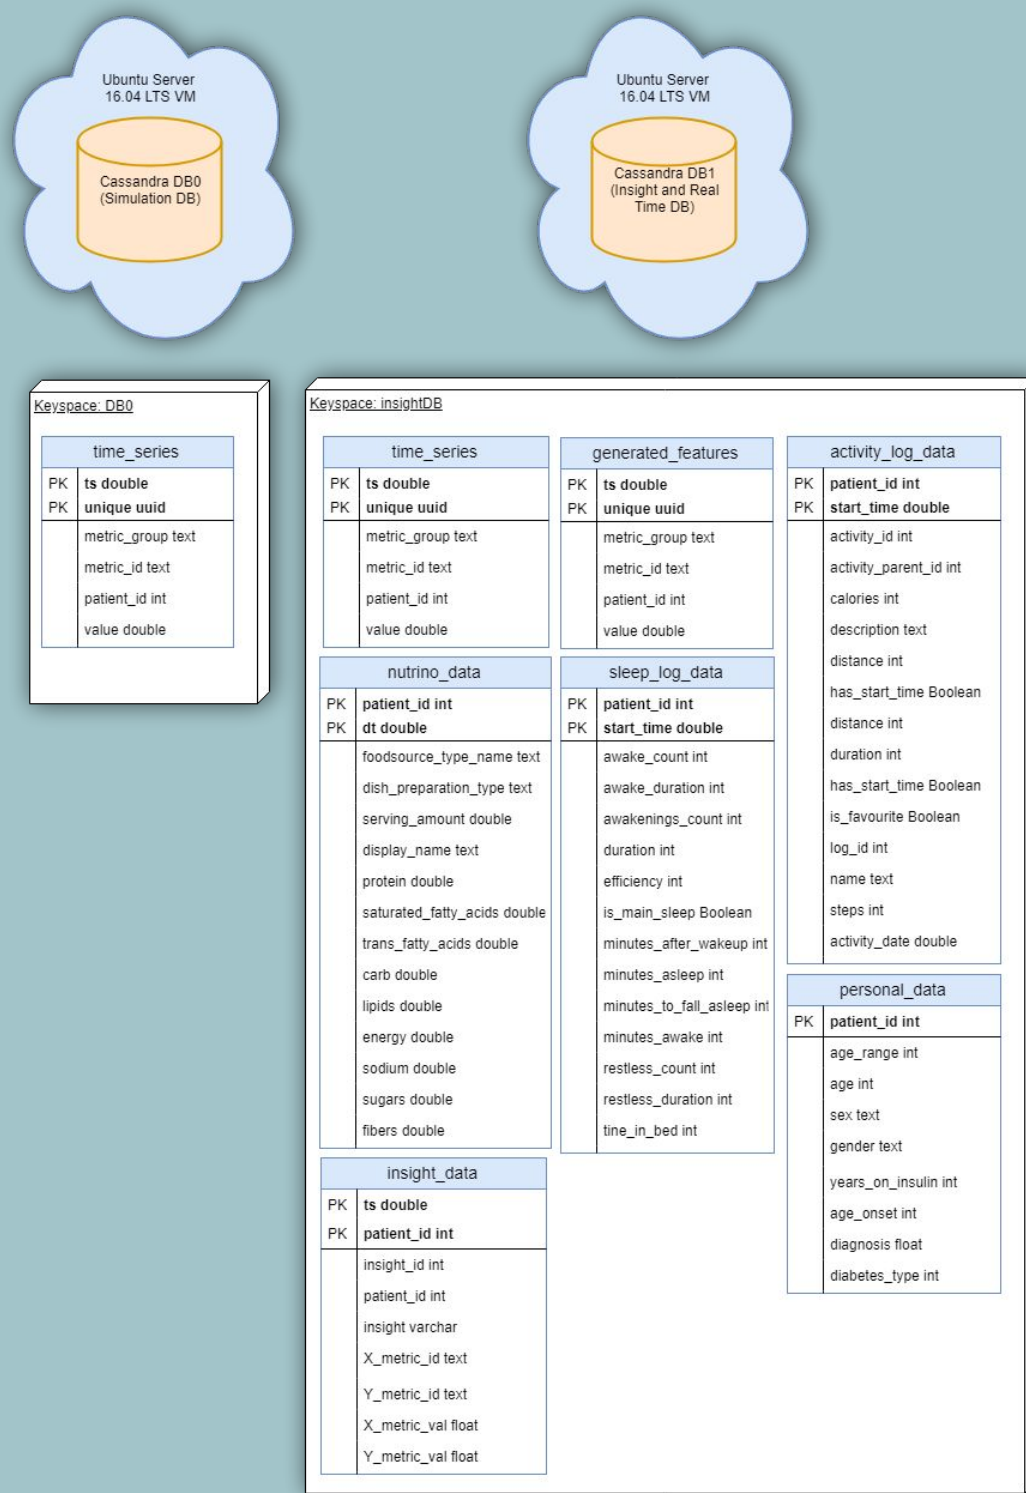 Ubuntu Server
16.04 LTS VM
Cassandra DB0
(Simulation DB)
Ubuntu Server
16.04 LTS VM
Cassandra DB1
(Insight and Real
Time DB)
Keyspace: DB0
time_series
PK ts double
PK unique uuid
metric_group text
metric_id text
patient_id int
value double
Keyspace: insightDB
time_series
PK ts double
PK unique uuid
metric_group text
metric_id text
patient_id int
value double
generated_features
PK ts double
PK unique uuid
metric_group text
metric_id text
patient_id int
value double
activity_log_data
PK patient_id int
PK start_time double
activity_id int
activity_parent_id int
calories int
description text
distance int
has_start_time Boolean
distance int
duration int
has_start_time Boolean
is_favourite Boolean
log_id int
name text
steps int
activity_date double
nutrino_data
PK patient_id int
PK dt double
foodsource_type_name text
dish_preparation_type text
serving_amount double
display_name text
protein double
saturated_fatty_acids double
trans_fatty_acids double
carb double
lipids double
energy double
sodium double
sugars double
fibers double
sleep_log_data
PK patient_id int
PK start_time double
awake_count int
awake_duration int
awakenings_count int
duration int
efficiency int
is_main_sleep Boolean
minutes_after_wakeup int
minutes_asleep int
minutes_to_fall_asleep int
minutes_awake int
restless_count int
restless_duration int
tine_in_bed int
personal_data
PK patient_id int
age_range int
age int
sex text
gender text
years_on_insulin int
age_onset int
diagnosis float
diabetes_type int
insight_data
PK ts double
PK patient_id int
insight_id int
patient_id int
insight varchar
X_metric_id text
Y_metric_id text
X_metric_val float
Y_metric_val float